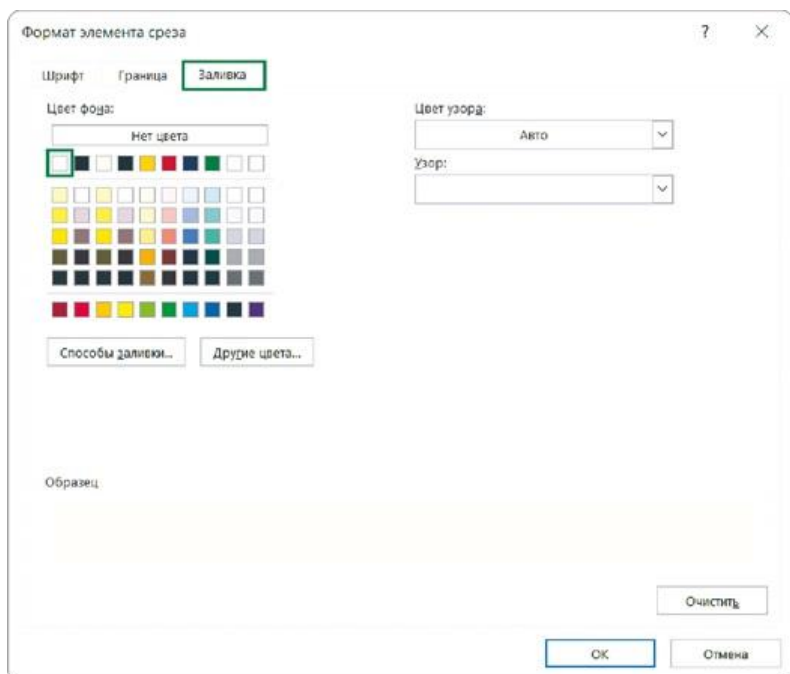 Формат элемента среза
?
Шрифт Граница Заливка
Цвет фона:
Цвет узора:
Нет цвета
Авто
Узор:
Способы заливки...
Другие цвета...
Образец
Очистить
ОК
Отмена